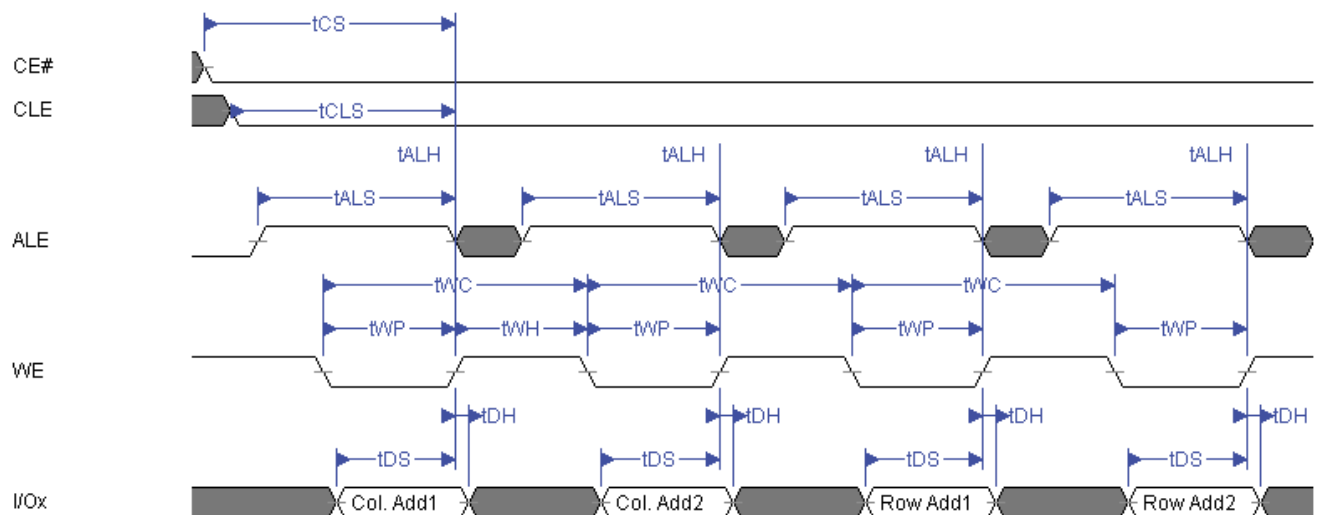 tCS
CE#
CLE tCLS
tALH tALH tALH tALH
tALS tALS tALS tALS
ALE
tWC tWC tWC
tWP tWH tWP tWP tWP
WE
tDH tDH tDH tDH
tDS tDS tDS tDS
I/Ox Col. Add1 Col. Add2 Row Add1 Row Add2